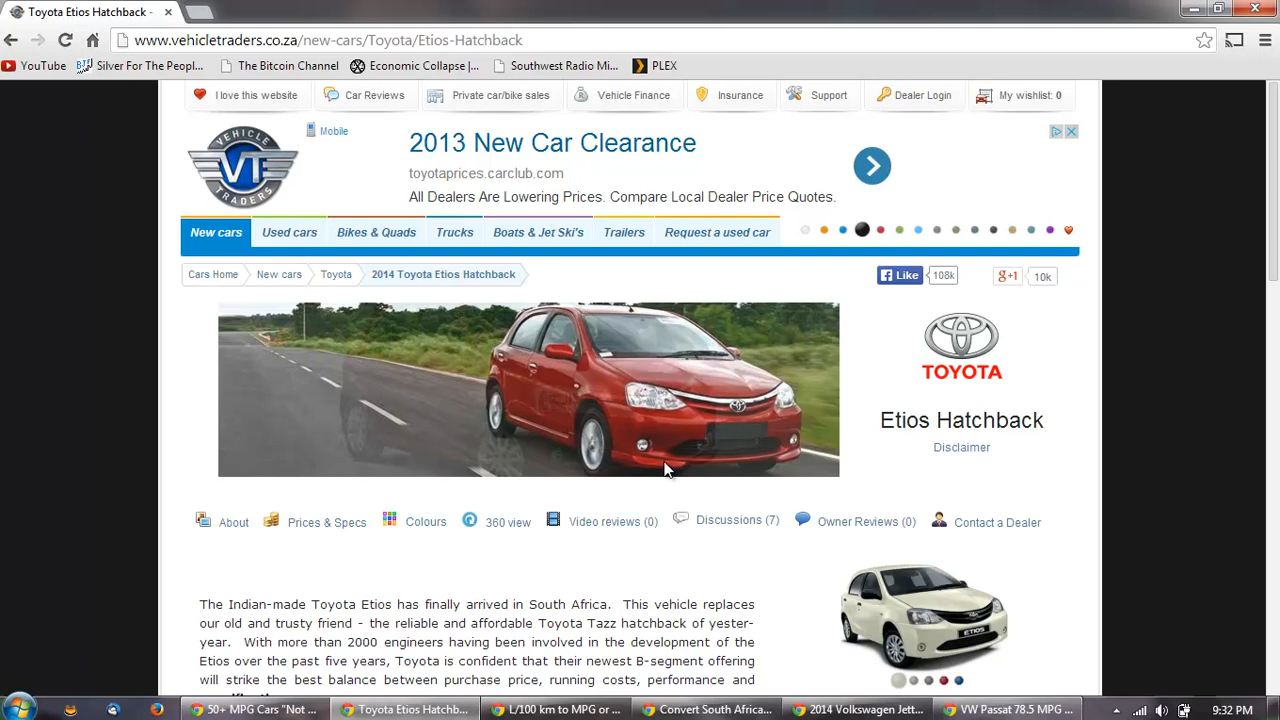 Toyota Etios Hatchback -
www.vehicletraders.co.za/new-cars/Toyota/Etios-Hatchback
YouTube Silver For The Peopl... The Bitcoin Channel Economic Collapse |... Southwest Radio Mi... PLEX
I love this website Car Reviews Private car/bike sales Vehicle Finance Insurance Support Dealer Login My wishlist: 0
VEHICLE
VT
TRADERS
Mobile
2013 New Car Clearance
toyotaprices.carclub.com
All Dealers Are Lowering Prices. Compare Local Dealer Price Quotes.
New cars Used cars Bikes & Quads Trucks Boats & Jet Ski's Trailers Request a used car
Cars Home New cars Toyota 2014 Toyota Etios Hatchback Like 108k g+1 10k
TOYOTA
Etios Hatchback
Disclaimer
About Prices & Specs Colours 360 view Video reviews (0) Discussions (7) Owner Reviews (0) Contact a Dealer
The Indian-made Toyota Etios has finally arrived in South Africa. This vehicle replaces
our old and trusty friend - the reliable and affordable Toyota Tazz hatchback of yester-
year. With more than 2000 engineers having been involved in the development of the
Etios over the past five years, Toyota is confident that their newest B-segment offering
will strike the best balance between purchase price, running costs, performance and
ETIOS
50+ MPG Cars "Not ... Toyota Etios Hatchb... L/100 km to MPG or ... Convert South Africa... 2014 Volkswagen Jett... VW Passat 78.5 MPG ... 9:32 PM